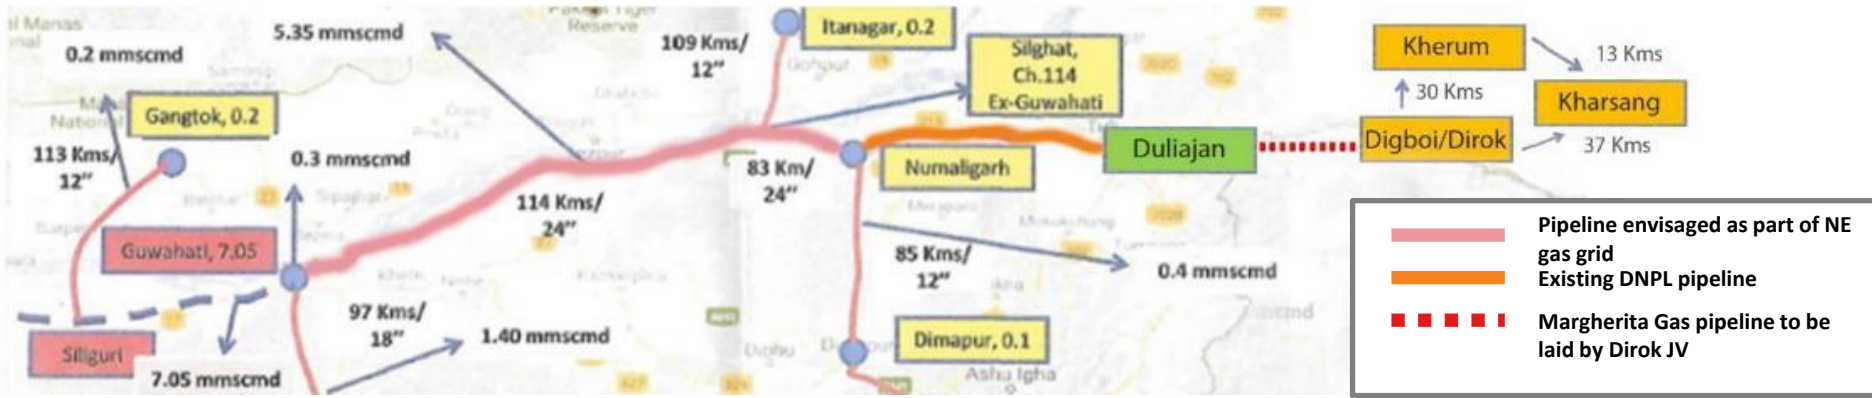 5.35 mmscmd
0.2 mmscmd
Gangtok, 0.2
113 Kms/
12"
0.3 mmscmd
Guwahati, 7.05
Siliguri
7.05 mmscmd
97 Kms/
18"
1.40 mmscmd
114 Kms/
24"
109 Kms/
12"
Itanagar, 0.2
Silghat,
Ch.114
Ex-Guwahati
83 Km/
24"
Numaligarh
85 Kms/
12"
0.4 mmscmd
Dimapur, 0.1
Ashu Igha
Duliajan
Digboi/Dirok
Kherum
Kharsang
13 Kms
30 Kms
37 Kms
Pipeline envisaged as part of NE
gas grid
Existing DNPL pipeline
Margherita Gas pipeline to be
laid by Dirok JV